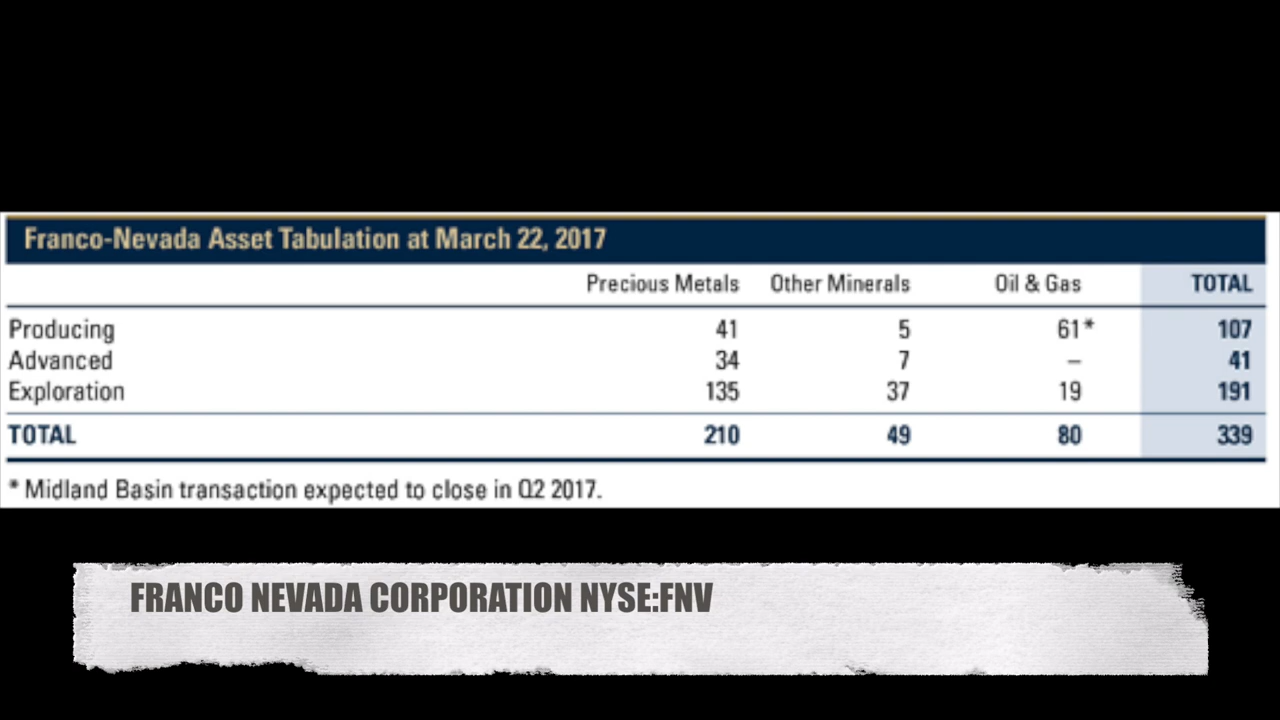 Franco-Nevada Asset Tabulation at March 22, 2017
Precious Metals Other Minerals Oil & Gas TOTAL
Producing 41 5 61* 107
Advanced 34 7 – 41
Exploration 135 37 19 191
TOTAL 210 49 80 339
* Midland Basin transaction expected to close in Q2 2017.
FRANCO NEVADA CORPORATION NYSE:FNV